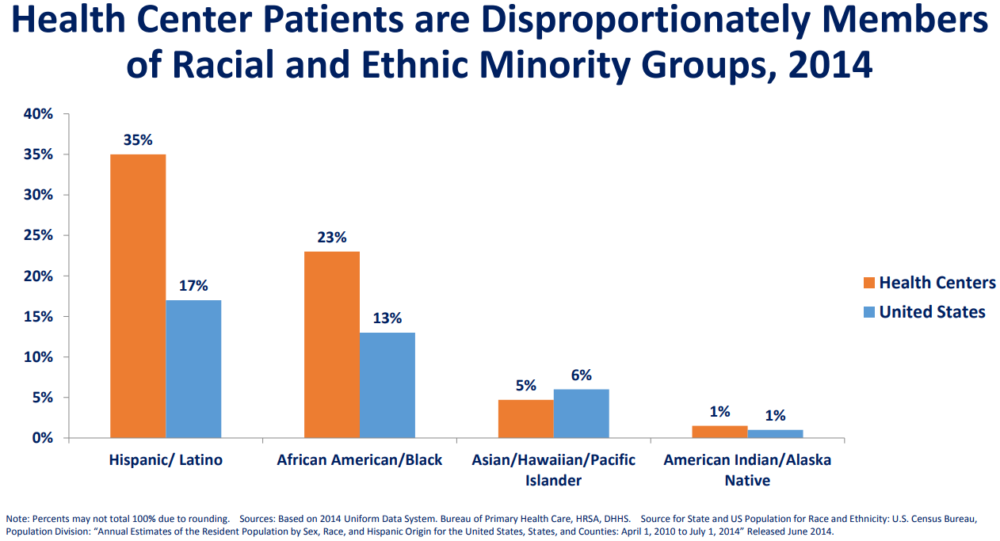 Health Center Patients are Disproportionately Members
of Racial and Ethnic Minority Groups, 2014
40%
35%
30%
25%
20%
15%
10%
5%
0%
35%
17%
23%
13%
5%
6%
1%
1%
Hispanic/ Latino
African American/Black
Asian/Hawaiian/Pacific
Islander
American Indian/Alaska
Native
Health Centers
United States
Note: Percents may not total 100% due to rounding. Sources: Based on 2014 Uniform Data System. Bureau of Primary Health Care, HRSA, DHHS. Source for State and US Population for Race and Ethnicity: U.S. Census Bureau,
Population Division: “Annual Estimates of the Resident Population by Sex, Race, and Hispanic Origin for the United States, States, and Counties: April 1, 2010 to July 1, 2014” Released June 2014.